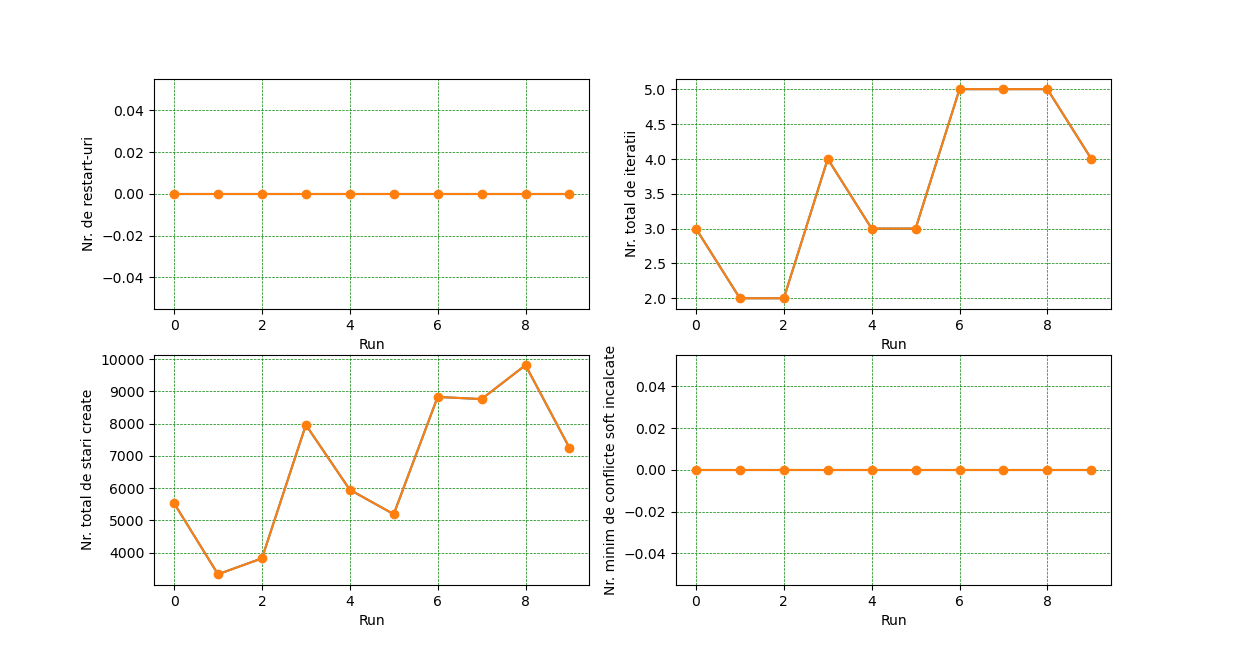 Nr. de restart-uri
0.04
0.02
0.00
−0.02
−0.04
0 2 4 6 8
Run
Nr. total de iteratii
5.0
4.5
4.0
3.5
3.0
2.5
2.0
0 2 4 6 8
Run
Nr. total de stari create
10000
9000
8000
7000
6000
5000
4000
0 2 4 6 8
Run
Nr. minim de conflicte soft incalcate
0.04
0.02
0.00
−0.02
−0.04
0 2 4 6 8
Run